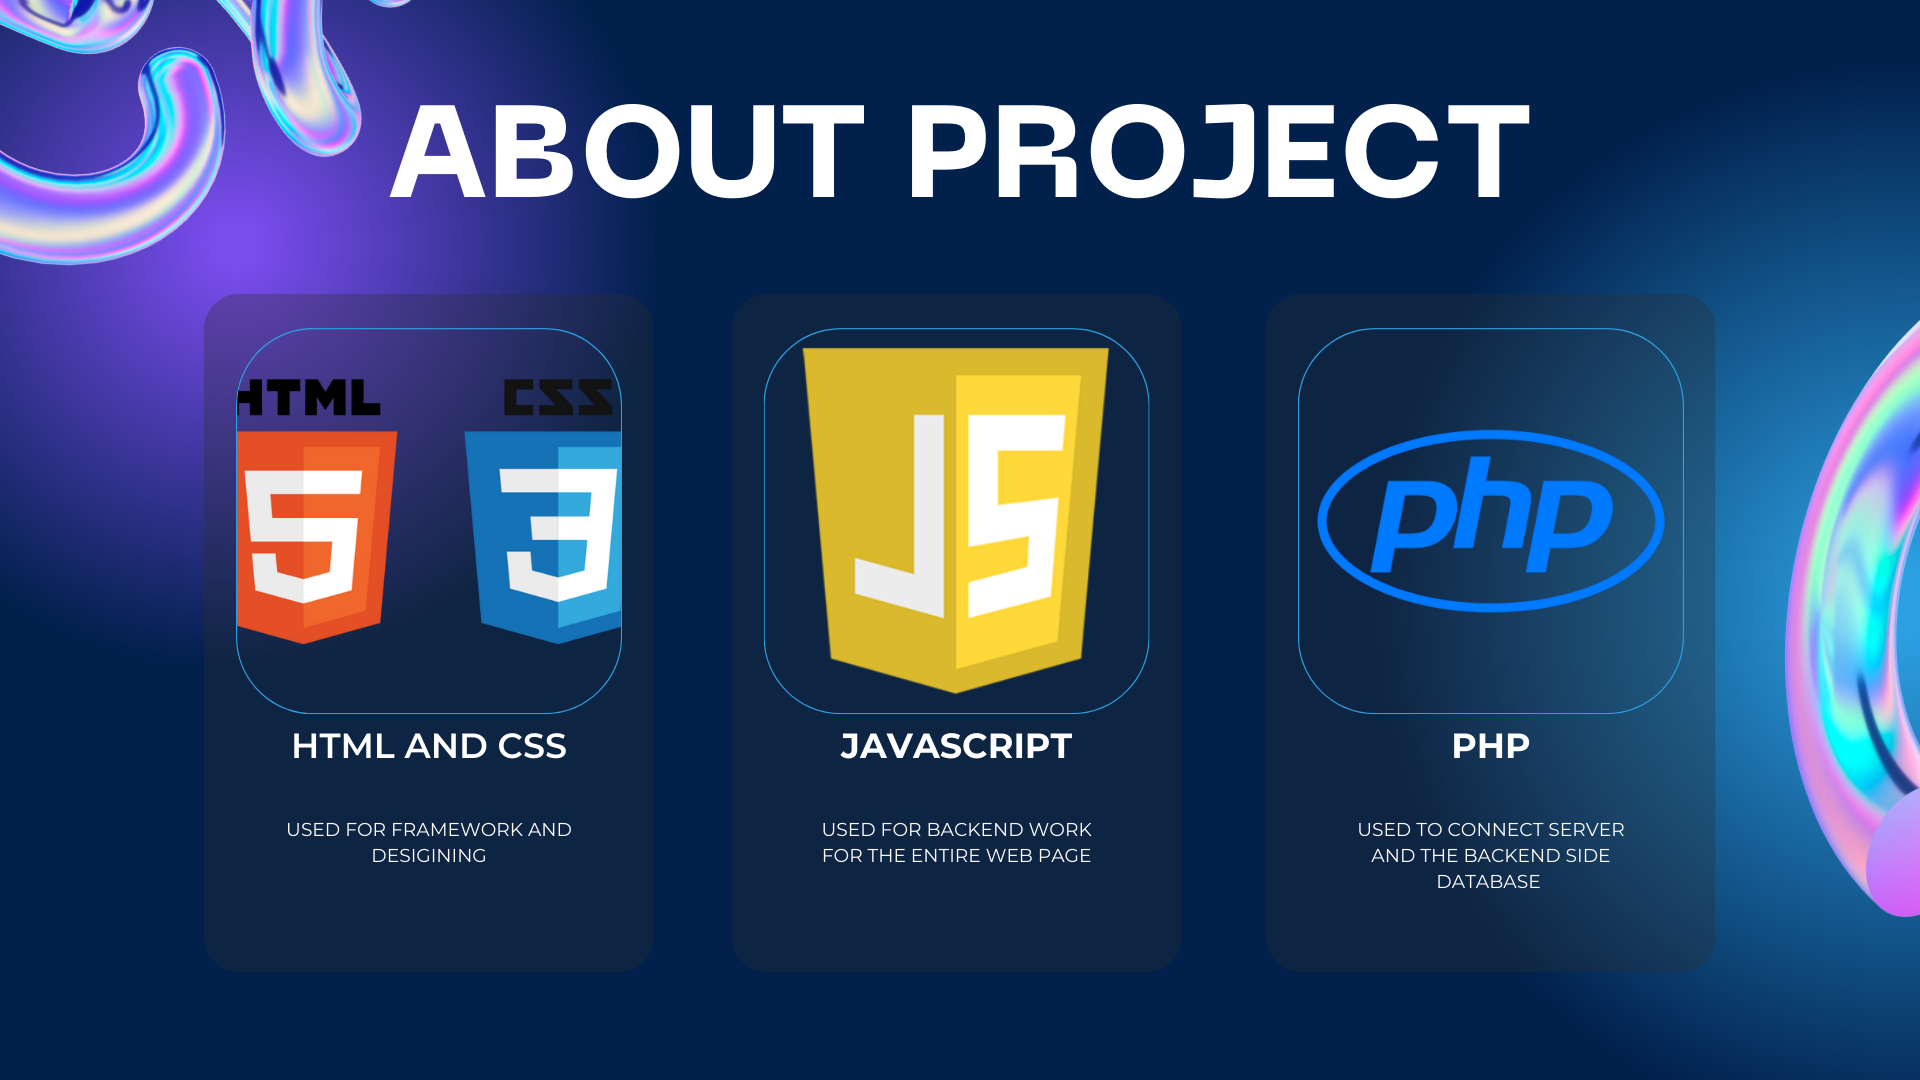 ABOUT PROJECT
HTML
CSS
5
3
JS
php
HTML AND CSS
JAVASCRIPT
PHP
USED FOR FRAMEWORK AND
DESIGINING
USED FOR BACKEND WORK
FOR THE ENTIRE WEB PAGE
USED TO CONNECT SERVER
AND THE BACKEND SIDE
DATABASE